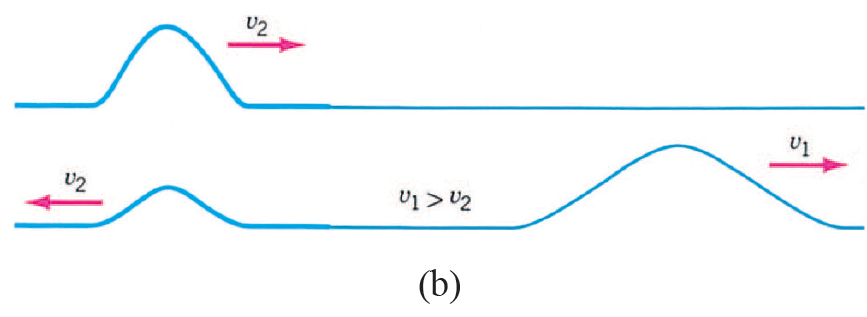 v₂
v₂
v₁ > v₂
v₁
(b)